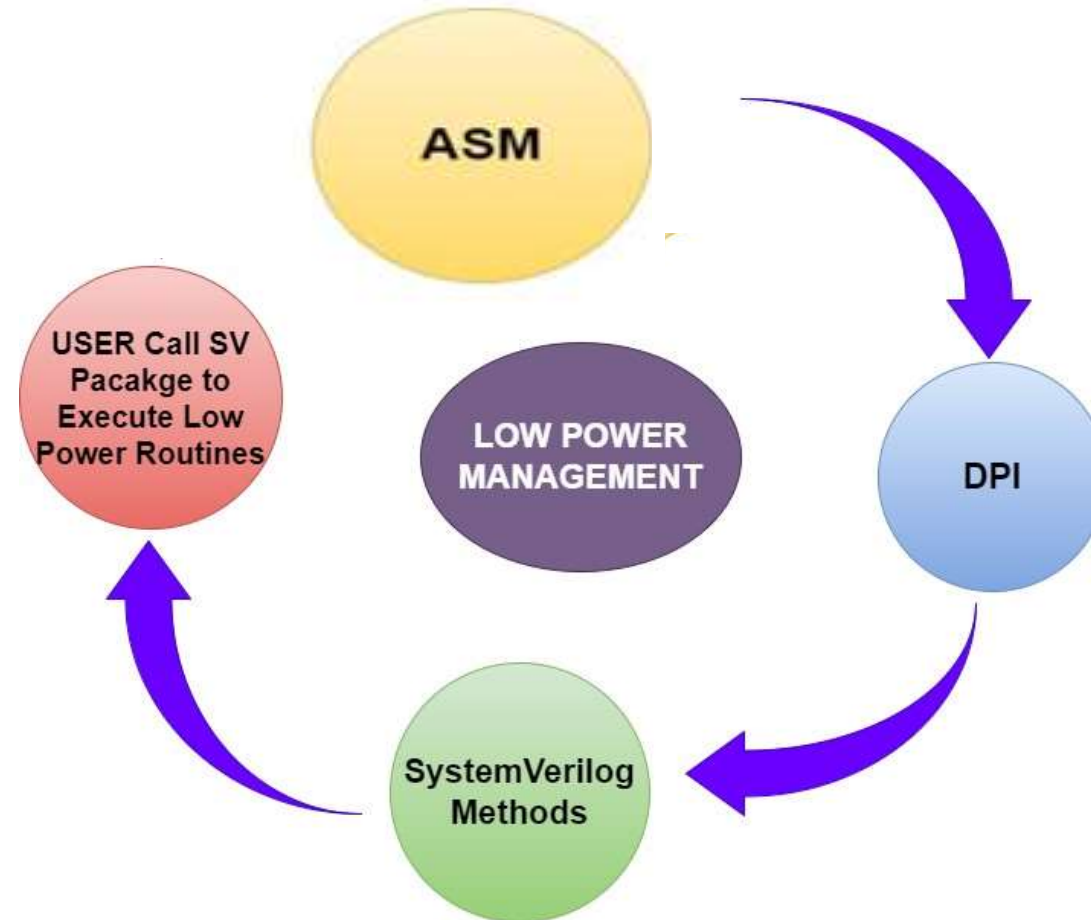 ASM
USER Call SV
Pacakge to
Execute Low
Power Routines
LOW POWER
MANAGEMENT
DPI
SystemVerilog
Methods